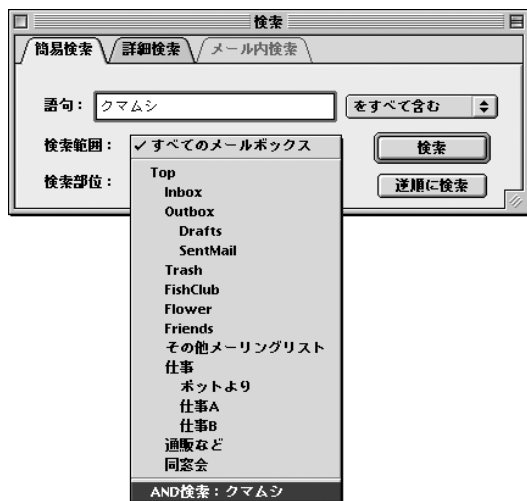 検索
簡易検索 詳細検索 メール内検索
語句： クマムシ をすべて含む
検索範囲： ✓すべてのメールボックス 検索
検索部位： 逆順に検索
Top
Inbox
Outbox
Drafts
SentMail
Trash
FishClub
Flower
Friends
その他メーリングリスト
仕事
ポットより
仕事A
仕事B
通販など
同窓会
AND検索：クマムシ